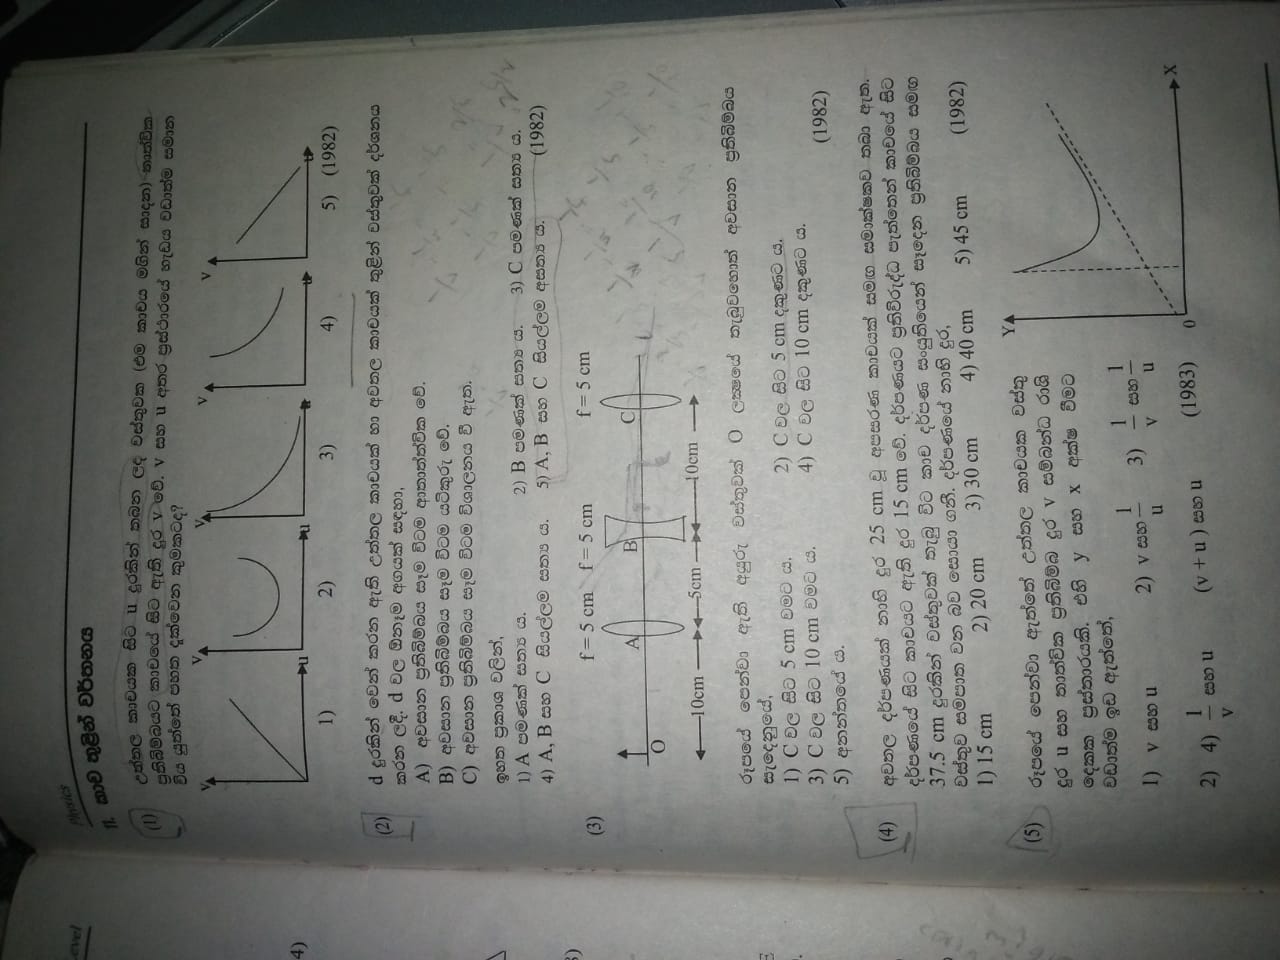 Level
Physics
11. කාච තුළින් වර්තනය
(1) උත්තල කාචයක සිට u දුරකින් තබන ලද වස්තුවක (එම කාචය මගින් සාදන) තාත්වික
ප්‍රතිබිම්බයට කාචයේ සිට ඇති දුර v වේ. v සහ u අතර ප්‍රස්ථාරයේ හැඩය වඩාත්ම සමාන
විය යුත්තේ පහත දැක්වෙන කුමකටද?
v v v v v
u u u u
1) 2) 3) 4) 5) (1982)
(2) d දුරකින් වෙන් කරන ඇති උත්තල කාචයක් හා අවතල කාචයක් තුළින් වස්තුවක් දර්ශනය
කරන ලදී. d වල ඕනෑම අගයක් සඳහා,
A) අවසාන ප්‍රතිබිම්බය සෑම විටම ආතාත්ත්වික වේ.
B) අවසාන ප්‍රතිබිම්බය සෑම විටම යටිකුරු වේ.
C) අවසාන ප්‍රතිබිම්බය සෑම විටම විශාලනය වී ඇත.
ඉහත ප්‍රකාශ වලින්,
1) A පමණක් සත්‍ය ය. 2) B පමණක් සත්‍ය ය. 3) C පමණක් සත්‍ය ය.
4) A, B සහ C සියල්ලම සත්‍ය ය. 5) A, B සහ C සියල්ලම අසත්‍ය ය. (1982)
(3) f = 5 cm f = 5 cm f = 5 cm
A B C
O
10cm 5cm 10cm
රූපයේ පෙන්වා ඇති අයුරු වස්තුවක් O ලක්‍ෂයේ තැබුවහොත් අවසාන ප්‍රතිබිම්බය
සැදෙනුයේ,
1) C වල සිට 5 cm වමට ය. 2) C වල සිට 5 cm දකුණට ය.
3) C වල සිට 10 cm වමට ය. 4) C වල සිට 10 cm දකුණට ය.
5) අනන්තයේ ය. (1982)
(4) අවතල දර්පණයක් නාභි දුර 25 cm වූ අපසරණ කාචයක් සමඟ සමාක්ෂකව තබා ඇත.
දර්පණයේ සිට කාචයට ඇති දුර 15 cm වේ. දර්පණයට ප්‍රතිවිරුද්ධ පැත්තෙන් කාචයේ සිට
37.5 cm දුරකින් වස්තුවක් තැබූ විට කාච දර්පණ සංයුතියෙන් සෑදෙන ප්‍රතිබිම්බය සමඟ
වස්තුව සමපාත වන බව සොයා ගනී. දර්පණයේ නාභි දුර,
1) 15 cm 2) 20 cm 3) 30 cm 4) 40 cm 5) 45 cm (1982)
(5) රූපයේ පෙන්වා ඇත්තේ උත්තල කාචයක වස්තු
දුර u සහ තාත්වික ප්‍රතිබිම්බ දුර v සම්බන්ධ රාශි
දෙකක ප්‍රස්තාරයකි. එහි y සහ x අක්ෂ වීමට
වඩාත්ම ඉඩ ඇත්තේ,
1) v සහ u 2) v සහ 1/u 3) 1/v සහ 1/u
2) 4) 1/v සහ u (v + u ) සහ u (1983)
Y
0 X